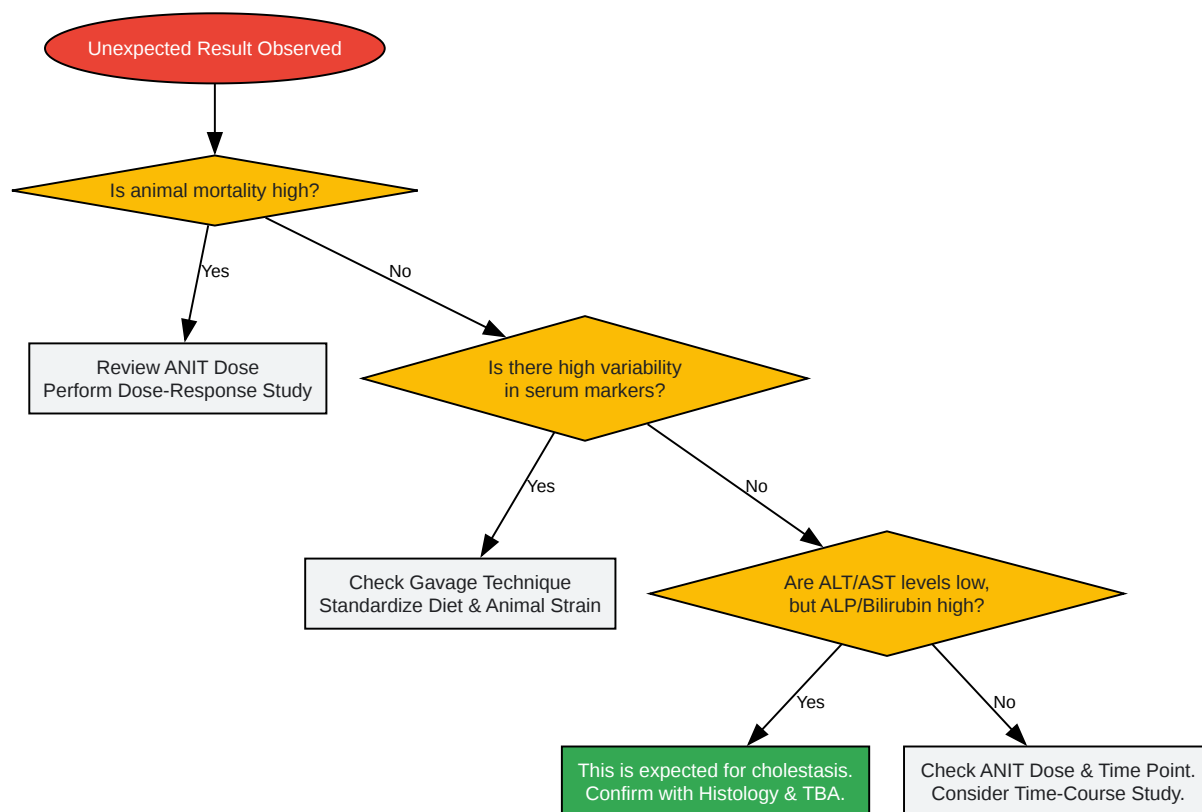 Unexpected Result Observed
Is animal mortality high?
Yes
No
Review ANIT Dose
Perform Dose-Response Study
Is there high variability
in serum markers?
Yes
No
Check Gavage Technique
Standardize Diet & Animal Strain
Are ALT/AST levels low,
but ALP/Bilirubin high?
Yes
No
This is expected for cholestasis.
Confirm with Histology & TBA.
Check ANIT Dose & Time Point.
Consider Time-Course Study.